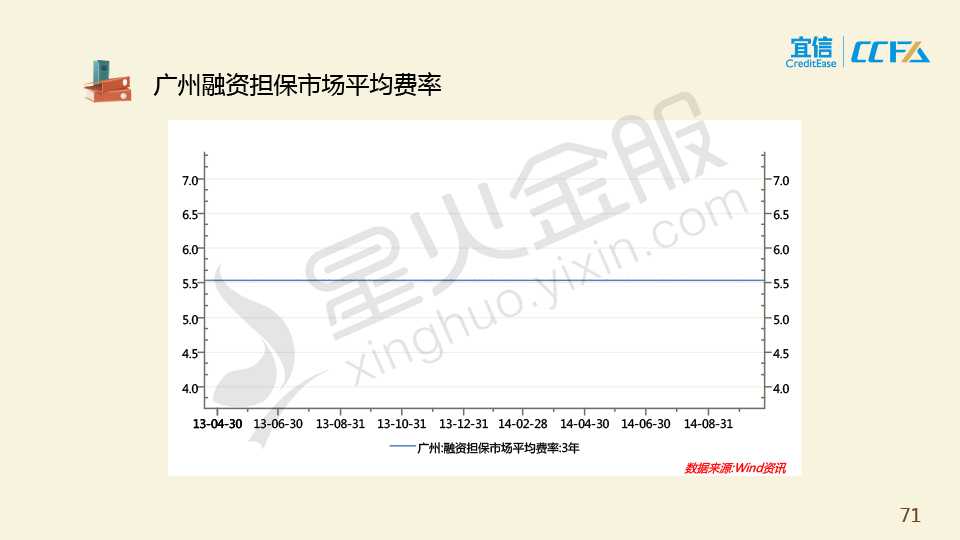 宜信
CreditEase
CCFA
广州融资担保市场平均费率
星火金服
xinghuo.yixin.com
7.0 7.0
6.5 6.5
6.0 6.0
5.5 5.5
5.0 5.0
4.5 4.5
4.0 4.0
13-04-30 13-06-30 13-08-31 13-10-31 13-12-31 14-02-28 14-04-30 14-06-30 14-08-31
广州:融资担保市场平均费率:3年
数据来源:Wind资讯
71